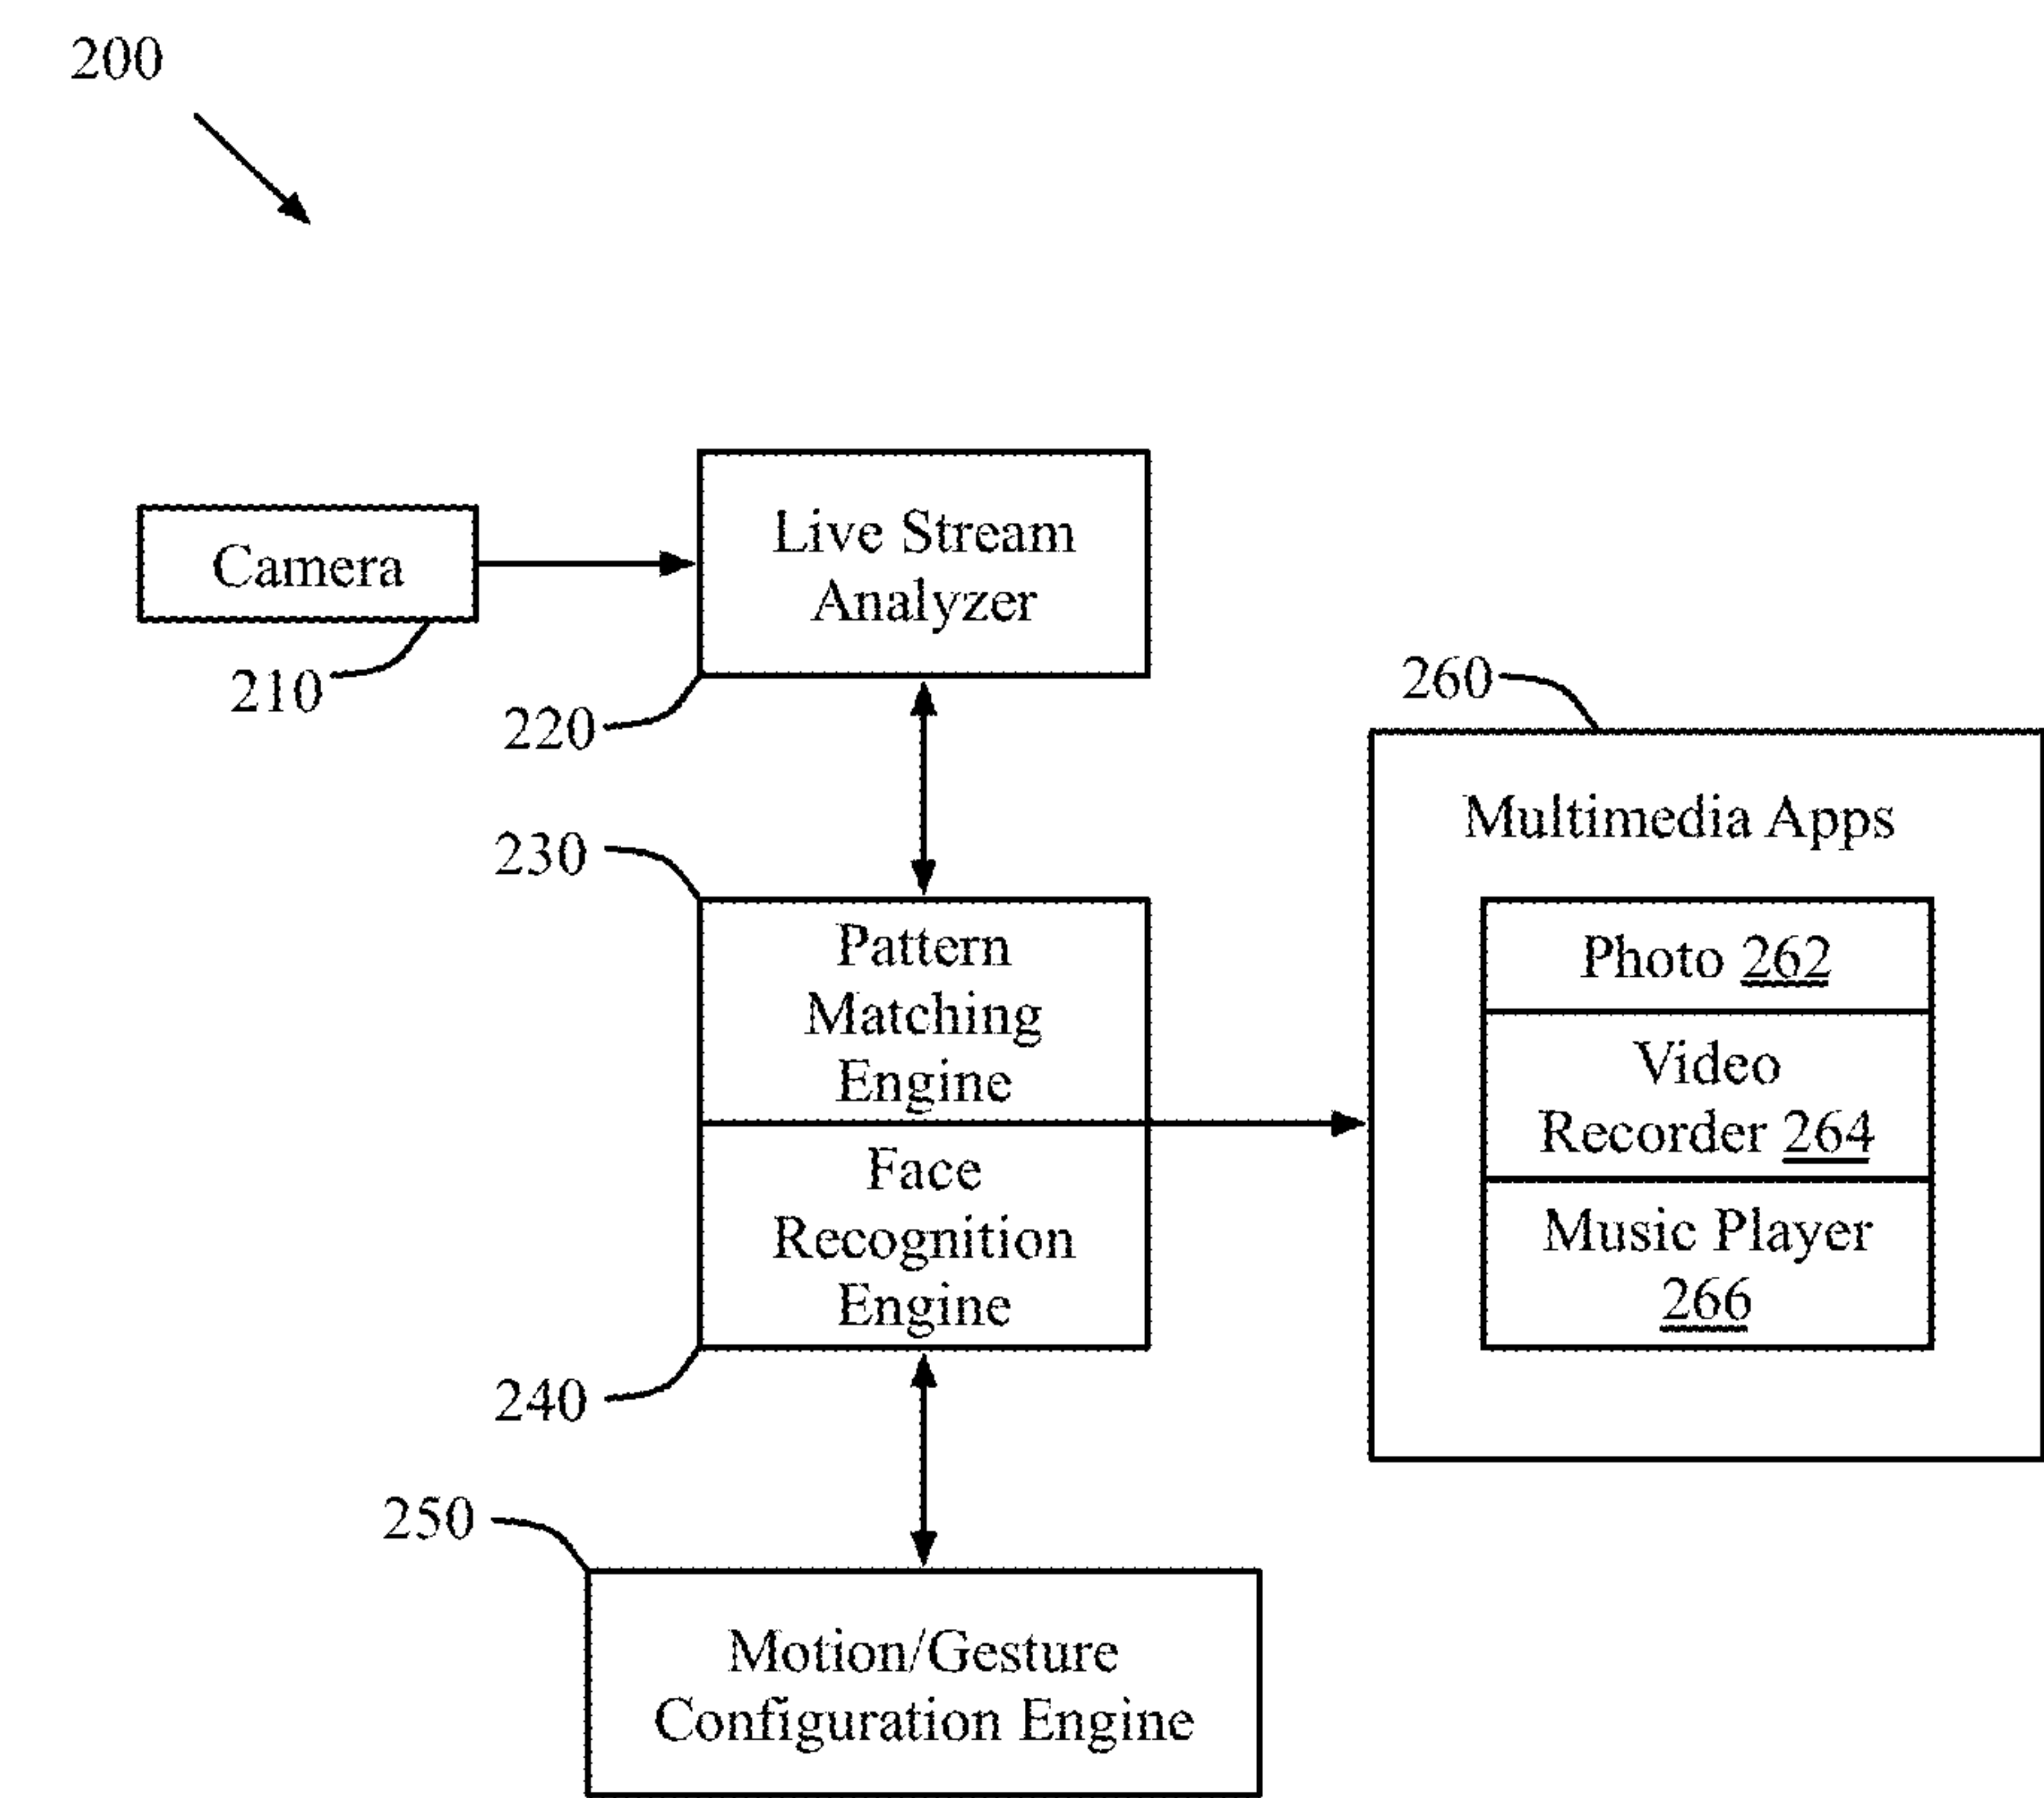 200
Camera
210
Live Stream
Analyzer
220
230
Pattern
Matching
Engine
Face
Recognition
Engine
240
250
Motion/Gesture
Configuration Engine
260
Multimedia Apps
Photo 262
Video
Recorder 264
Music Player
266